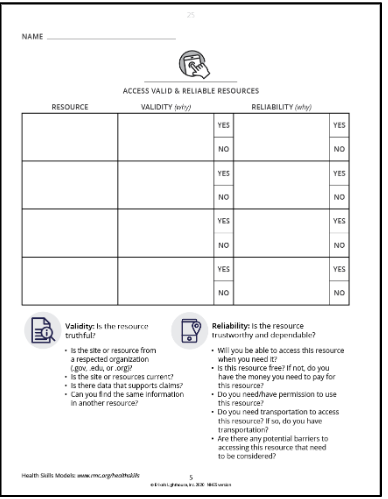 25
NAME
ACCESS VALID & RELIABLE RESOURCES
RESOURCE VALIDITY (why) RELIABILITY (why)
YES YES
NO NO
YES YES
NO NO
YES YES
NO NO
YES YES
NO NO
Validity: Is the resource
truthful?
• Is the site or resource from
a respected organization
(.gov, .edu, or .org)?
• Is the site or resources current?
• Is there data that supports claims?
• Can you find the same information
in another resource?
Reliability: Is the resource
trustworthy and dependable?
• Will you be able to access this resource
when you need it?
• Is this resource free? If not, do you
have the money you need to pay for
this resource?
• Do you need/have permission to use
this resource?
• Do you need transportation to access
this resource? If so, do you have
transportation?
• Are there any potential barriers to
accessing this resource that need
to be considered?
Health Skills Models: www.rmc.org/healthskills
5